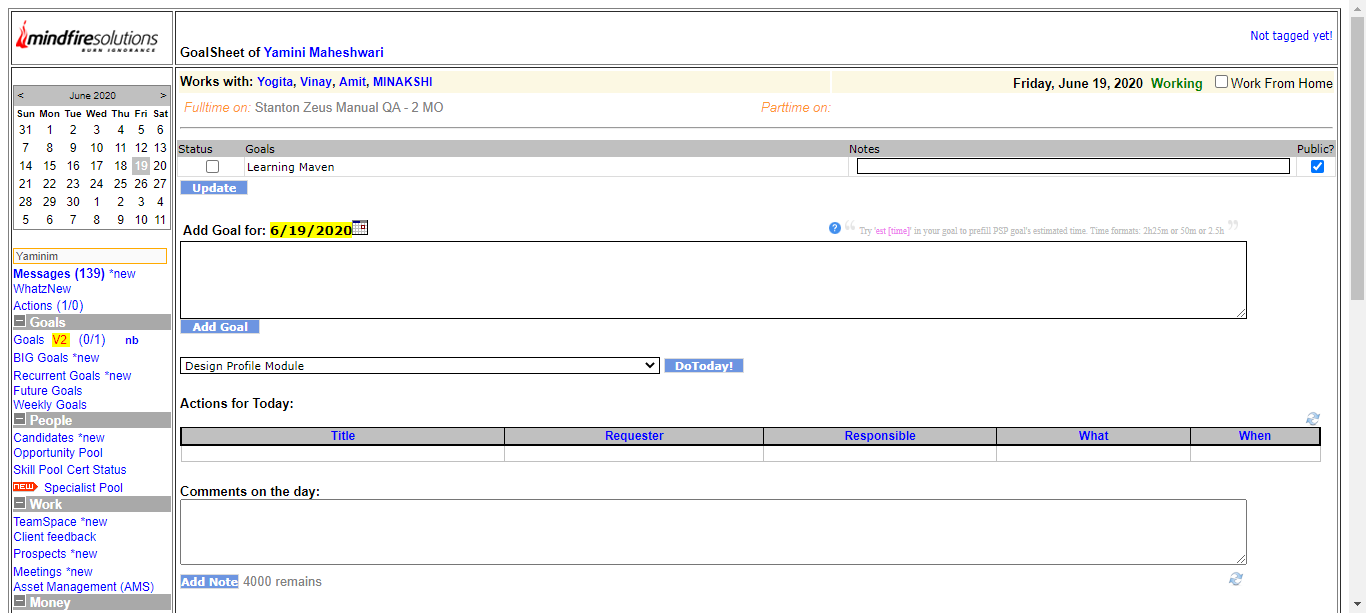 mindfiresolutions
BURN IGNORANCE
GoalSheet of Yamini Maheshwari
Not tagged yet!
< June 2020 >
Sun Mon Tue Wed Thu Fri Sat
31 1 2 3 4 5 6
7 8 9 10 11 12 13
14 15 16 17 18 19 20
21 22 23 24 25 26 27
28 29 30 1 2 3 4
5 6 7 8 9 10 11
Yaminim
Messages (139) *new
WhatzNew
Actions (1/0)
Goals
Goals V2 (0/1) nb
BIG Goals *new
Recurrent Goals *new
Future Goals
Weekly Goals
People
Candidates *new
Opportunity Pool
Skill Pool Cert Status
NEW Specialist Pool
Work
TeamSpace *new
Client feedback
Prospects *new
Meetings *new
Asset Management (AMS)
Money
Works with: Yogita, Vinay, Amit, MINAKSHI
Friday, June 19, 2020 Working Work From Home
Fulltime on: Stanton Zeus Manual QA - 2 MO
Parttime on:
Status Goals Notes Public?
Learning Maven
Update
Add Goal for: 6/19/2020
? “ Try 'est [time]' in your goal to prefill PSP goal's estimated time. Time formats: 2h25m or 50m or 2.5h ”
Add Goal
Design Profile Module
DoToday!
Actions for Today:
Title Requester Responsible What When
Comments on the day:
Add Note 4000 remains